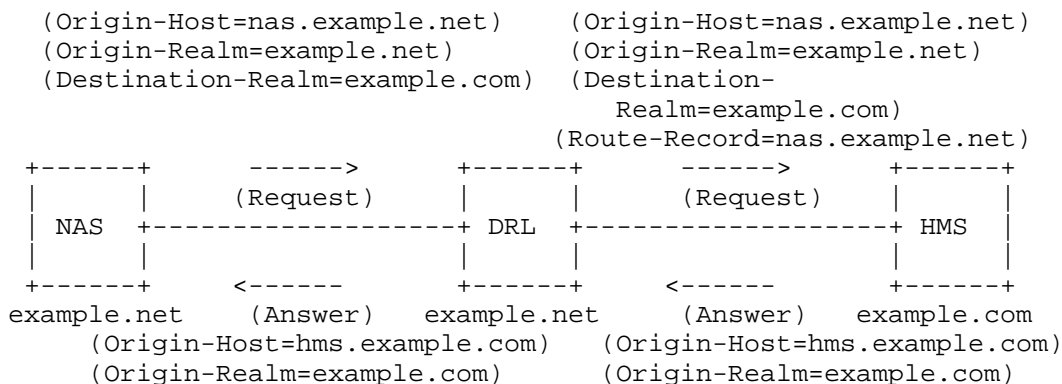 (Origin-Host=nas.example.net)    (Origin-Host=nas.example.net)
(Origin-Realm=example.net)       (Origin-Realm=example.net)
(Destination-Realm=example.com)  (Destination-
Realm=example.com)
(Route-Record=nas.example.net)
+------+      ------>      +------+      ------>      +------+
|      |     (Request)     |      |     (Request)     |      |
| NAS  +-------------------+ DRL  +-------------------+ HMS  |
|      |                   |      |                   |      |
+------+     <------       +------+     <------       +------+
example.net    (Answer)   example.net     (Answer)   example.com
(Origin-Host=hms.example.com)   (Origin-Host=hms.example.com)
(Origin-Realm=example.com)      (Origin-Realm=example.com)